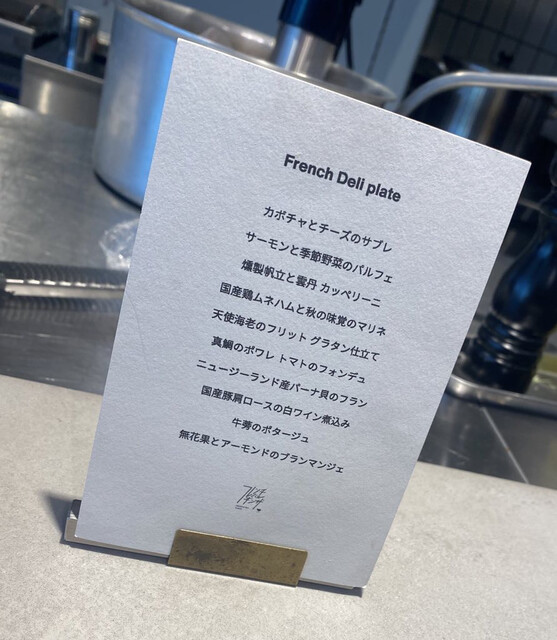 French Deli plate
カボチャとチーズのサブレ
サーモンと季節野菜のパルフェ
燻製帆立と雲丹 カッペリーニ
国産鶏ムネハムと秋の味覚のマリネ
天使海老のフリット グラタン仕立て
真鯛のポワレ トマトのフォンデュ
ニュージーランド産パーナ貝のフラン
国産豚肩ロースの白ワイン煮込み
牛蒡のポタージュ
無花果とアーモンドのブランマンジェ